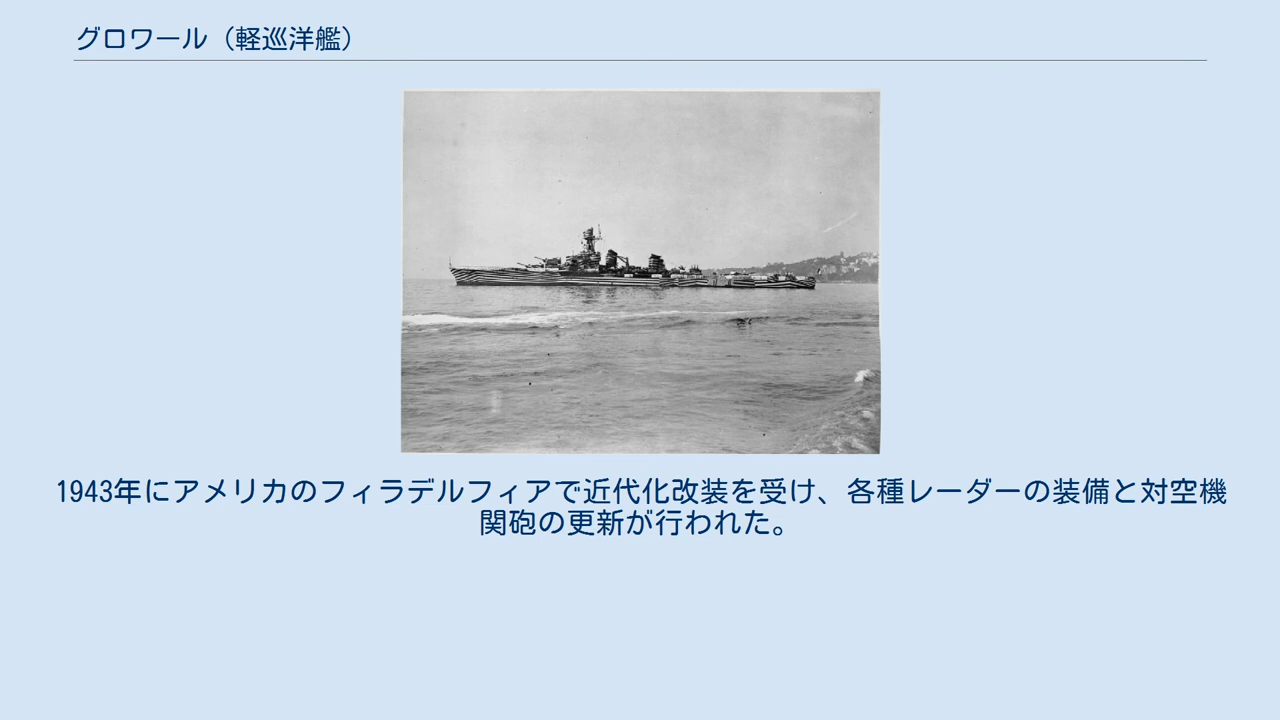 グロワール（軽巡洋艦）
1943年にアメリカのフィラデルフィアで近代化改装を受け、各種レーダーの装備と対空機
関砲の更新が行われた。